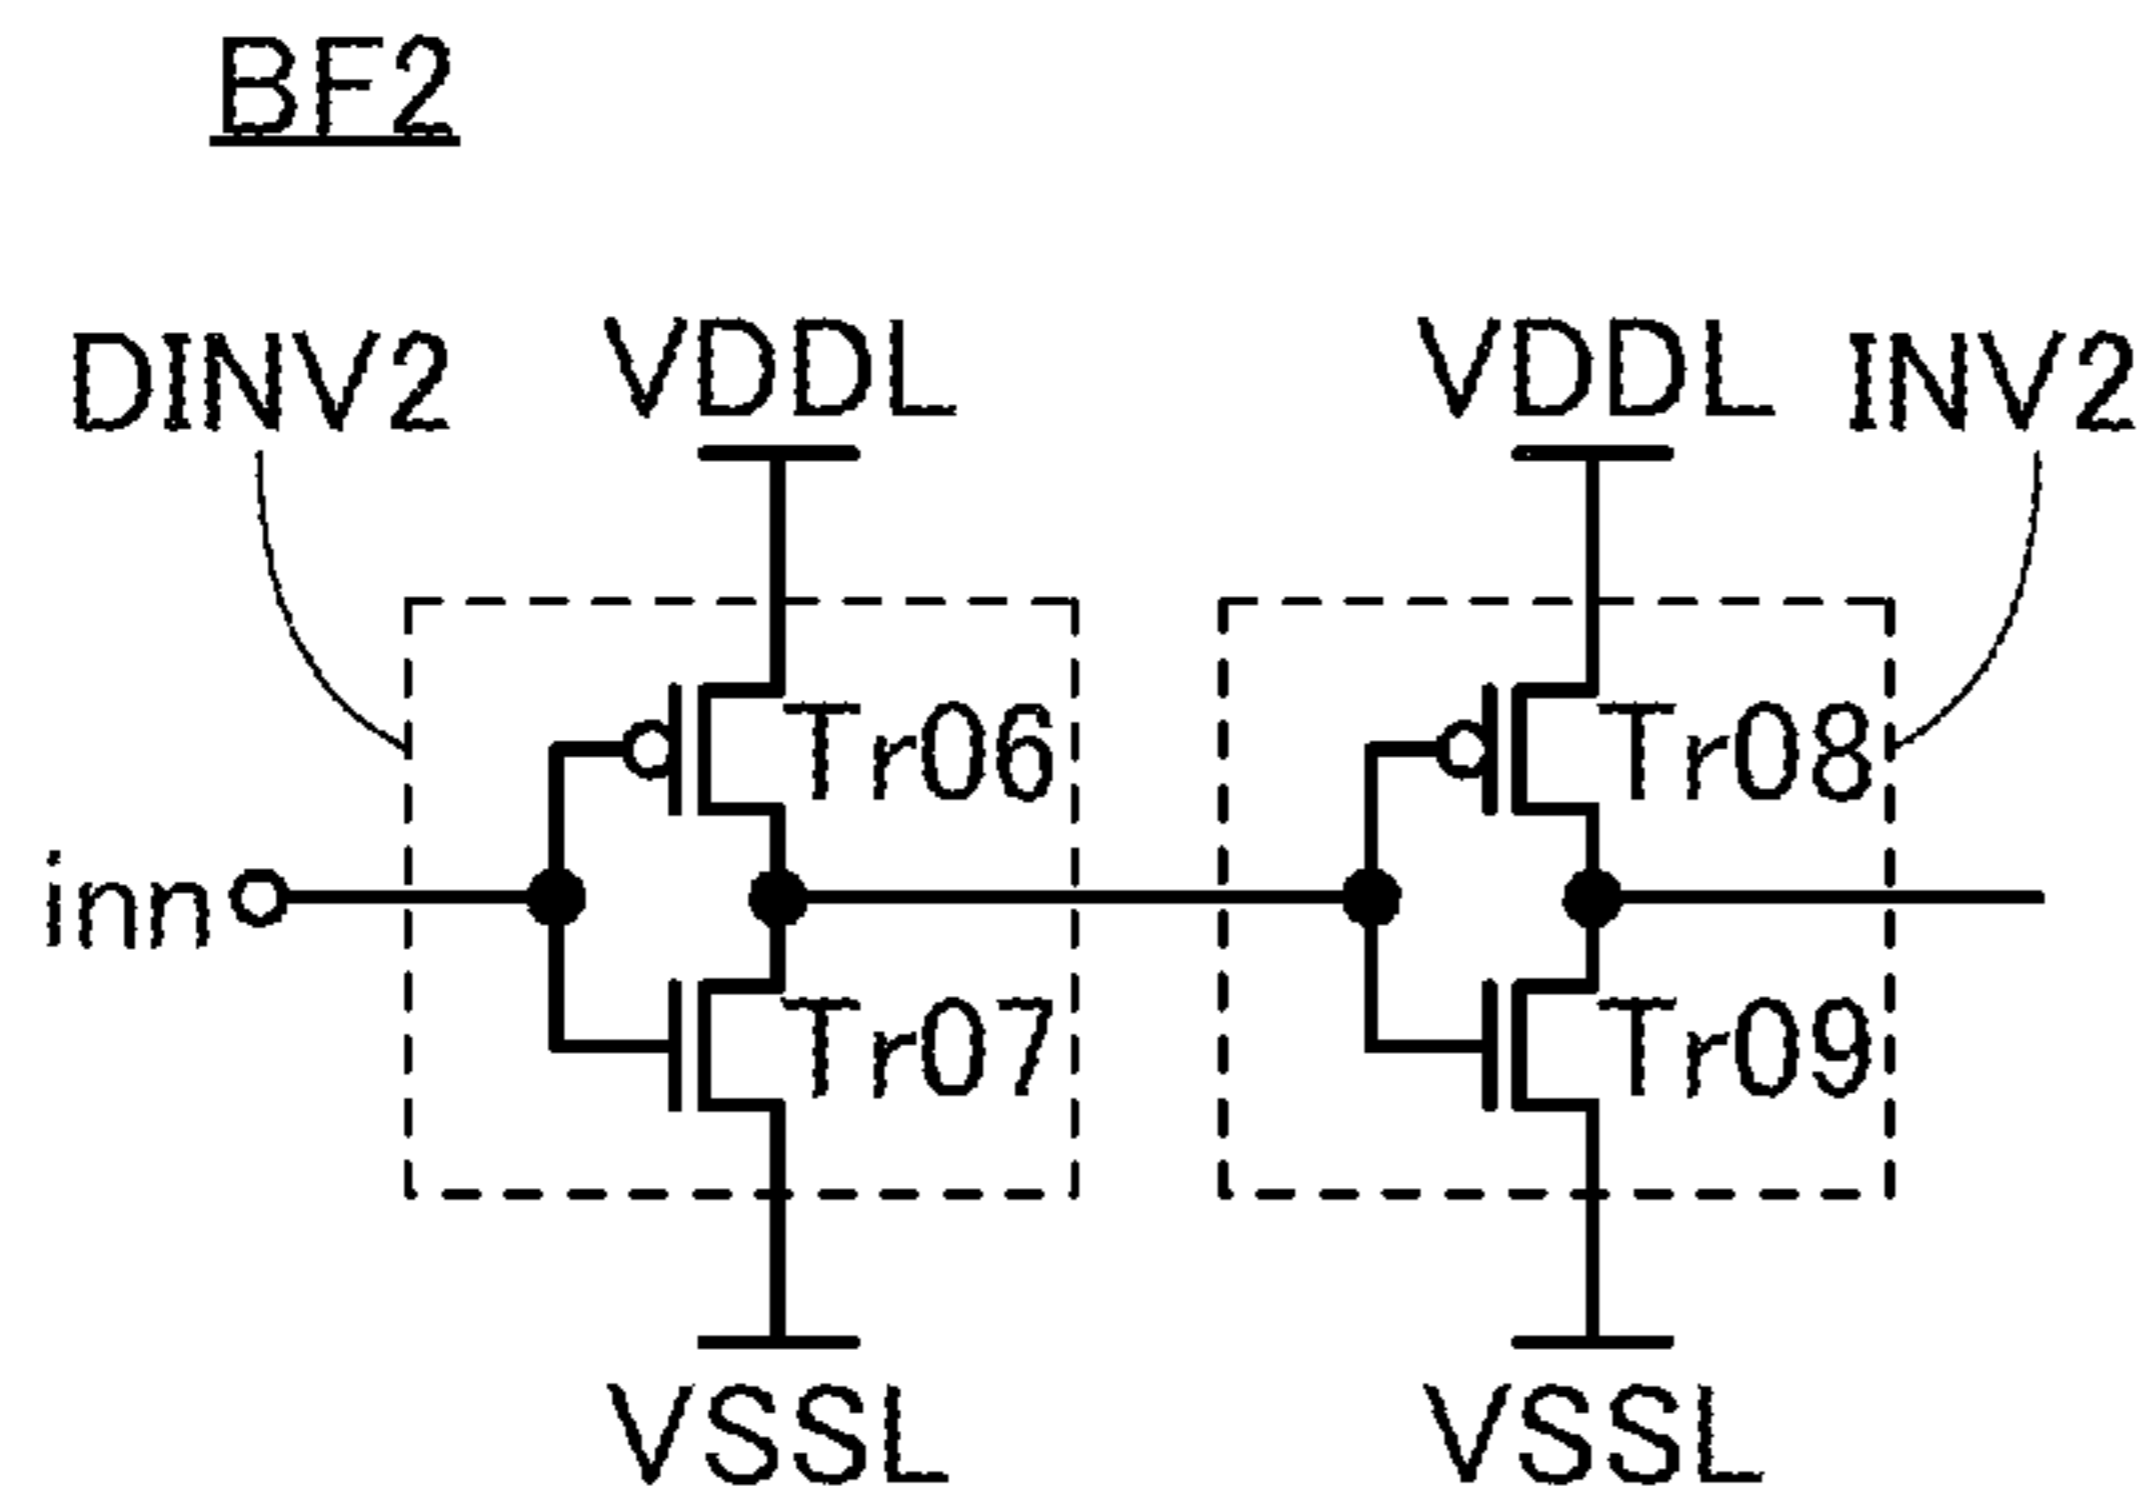 BF2
DINV2 VDDL VDDL INV2
Tr06 Tr08
inn
Tr07 Tr09
VSSL VSSL